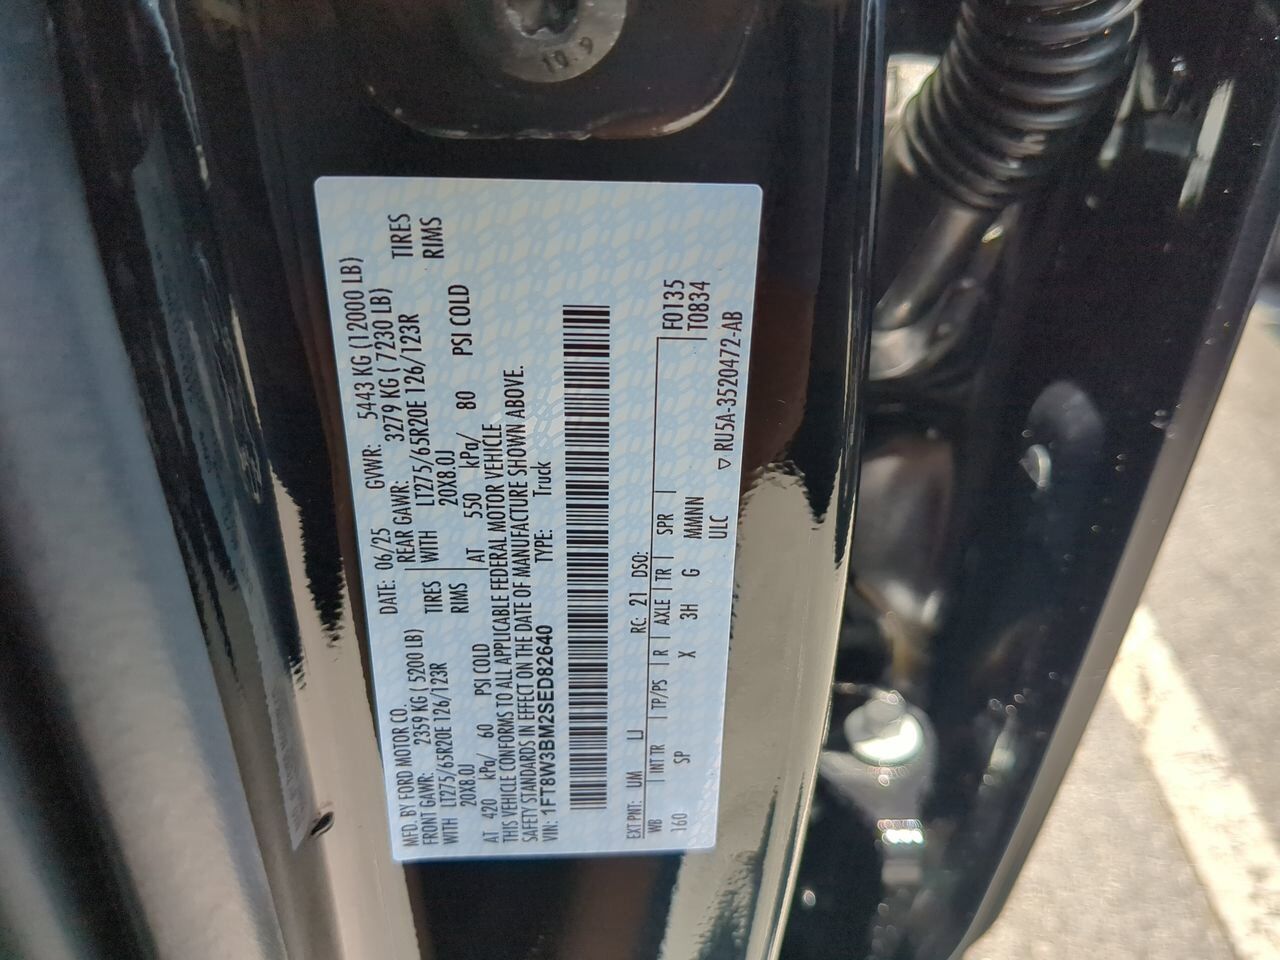 10.9
MFD. BY FORD MOTOR CO. DATE: 06/25 GVWR: 5443 KG (12000 LB)
FRONT GAWR: 2359 KG ( 5200 LB) REAR GAWR: 3279 KG ( 7230 LB)
WITH LT275/65R20E 126/123R TIRES WITH LT275/65R20E 126/123R TIRES
20X8.0J RIMS 20X8.0J RIMS
AT 420 kPa/ 60 PSI COLD AT 550 kPa/ 80 PSI COLD
THIS VEHICLE CONFORMS TO ALL APPLICABLE FEDERAL MOTOR VEHICLE
SAFETY STANDARDS IN EFFECT ON THE DATE OF MANUFACTURE SHOWN ABOVE.
VIN: 1FT8W3BM2SED82640 TYPE: Truck
EXT PNT: UM LJ RC: 21 DSO: F0135
WB INT TR TP/PS R AXLE TR SPR T0834
160 SP X 3H G MMMNN
ULC ▽ RU5A-3520472-AB